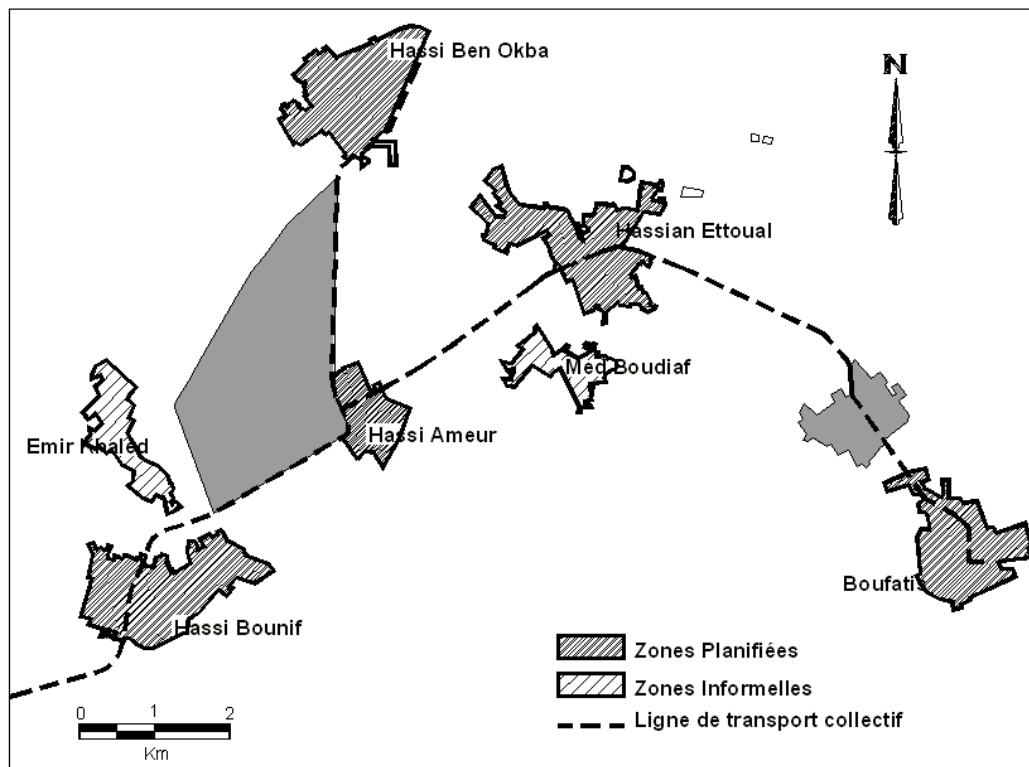 Hassi Ben Okba
N
Hassian Ettoual
Med Boudiaf
Hassi Ameur
Emir Khaled
Boufatis
Hassi Bounif
Zones Planifiées
Zones Informelles
Ligne de transport collectif
0 1 2
Km